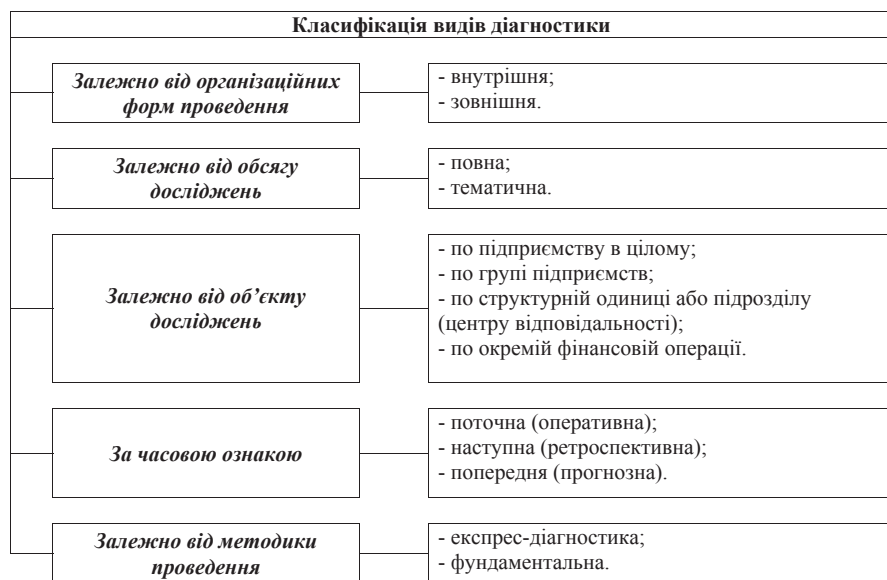 Класифікація видів діагностики
Залежно від організаційних
форм проведення
- внутрішня;
- зовнішня.
Залежно від обсягу
досліджень
- повна;
- тематична.
Залежно від об’єкту
досліджень
- по підприємству в цілому;
- по групі підприємств;
- по структурній одиниці або підрозділу
(центру відповідальності);
- по окремій фінансовій операції.
За часовою ознакою
- поточна (оперативна);
- наступна (ретроспективна);
- попередня (прогнозна).
Залежно від методики
проведення
- експрес-діагностика;
- фундаментальна.